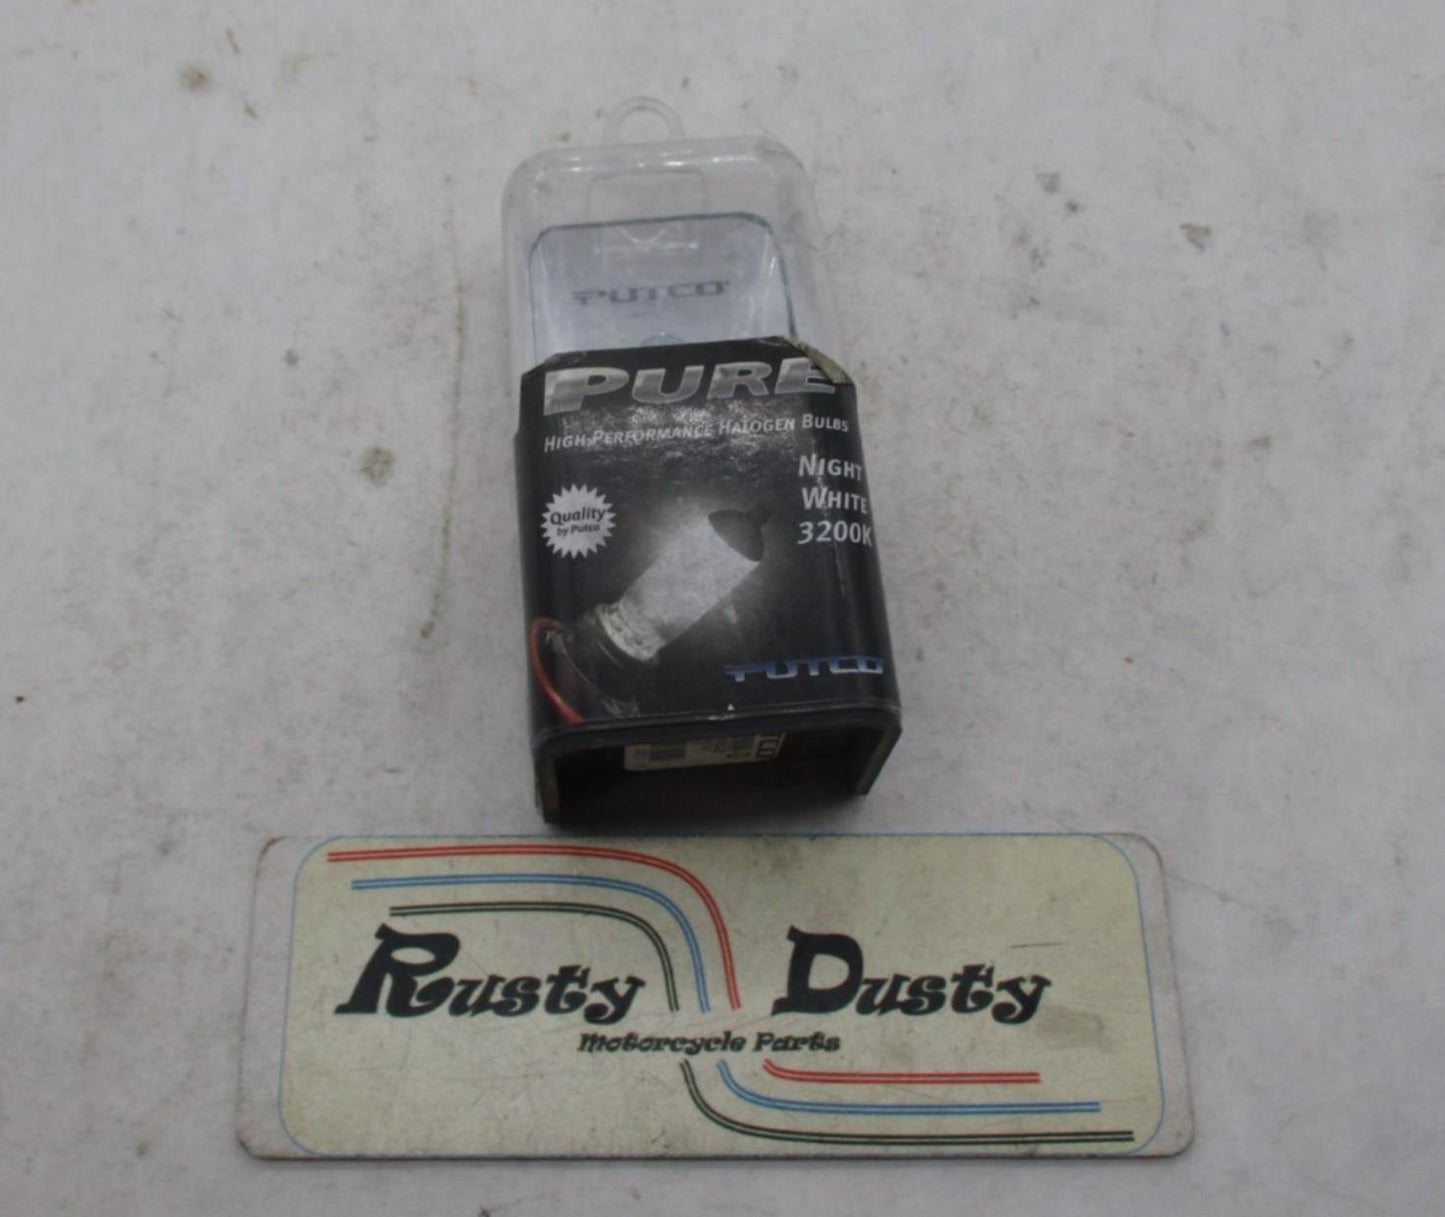 PUTCO
PURE
HIGH-PERFORMANCE HALOGEN BULBS
NIGHT
WHITE
3200K
Quality
by Putco
PUTCO
Rusty Dusty
Motorcycle Parts